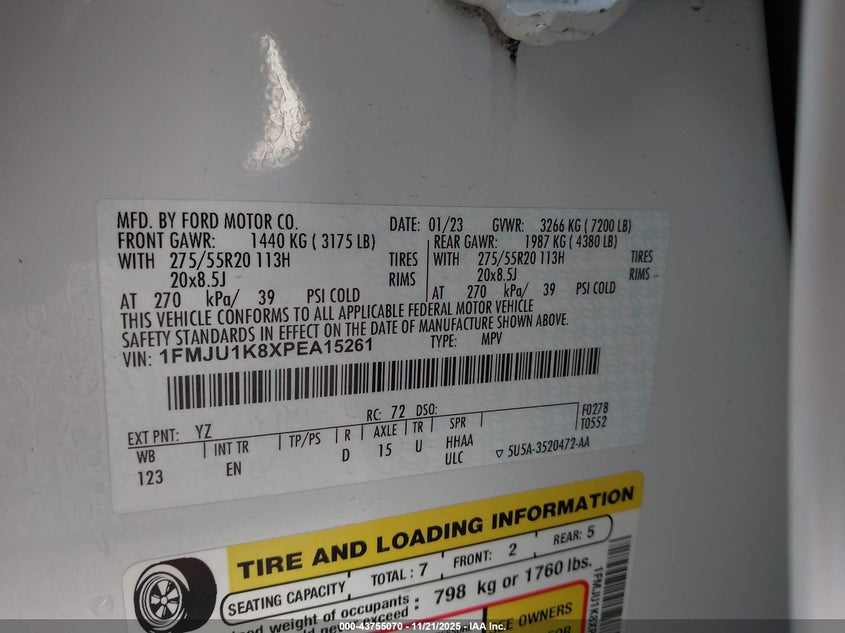 MFD. BY FORD MOTOR CO. DATE: 01/23 GVWR: 3266 KG ( 7200 LB)
FRONT GAWR: 1440 KG ( 3175 LB) REAR GAWR: 1987 KG ( 4380 LB)
WITH 275/55R20 113H TIRES WITH 275/55R20 113H TIRES
20x8.5J RIMS 20x8.5J RIMS
AT 270 kPa/ 39 PSI COLD AT 270 kPa/ 39 PSI COLD
THIS VEHICLE CONFORMS TO ALL APPLICABLE FEDERAL MOTOR VEHICLE
SAFETY STANDARDS IN EFFECT ON THE DATE OF MANUFACTURE SHOWN ABOVE.
VIN: 1FMJU1K8XPEA15261 TYPE: MPV
EXT PNT: YZ RC: 72 DSO: F0278
T0552
WB INT TR TP/PS R AXLE TR SPR
123 EN D 15 U HHAA
ULC 5U5A-3520472-AA
TIRE AND LOADING INFORMATION
SEATING CAPACITY TOTAL : 7 FRONT: 2 REAR: 5
weight of occupants 798 kg or 1760 lbs.
exceed :
OWNERS
000-43755070 - 11/21/2025 - IAA, Inc.